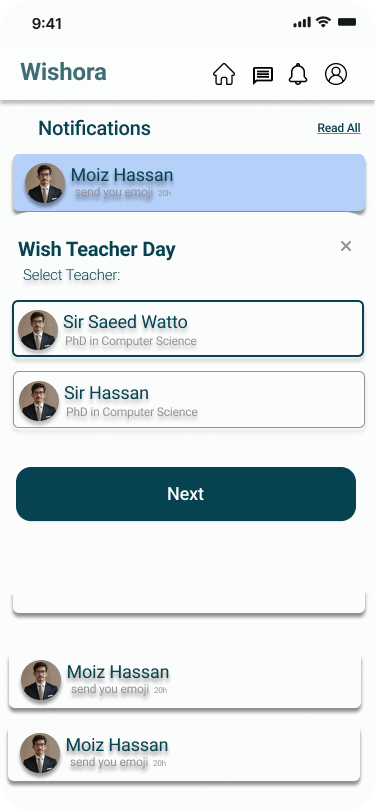 9:41
Wishora
Notifications Read All
Moiz Hassan
send you emoji 20h
Wish Teacher Day
Select Teacher:
Sir Saeed Watto
PhD in Computer Science
Sir Hassan
PhD in Computer Science
Next
Moiz Hassan
send you emoji 20h
Moiz Hassan
send you emoji 20h